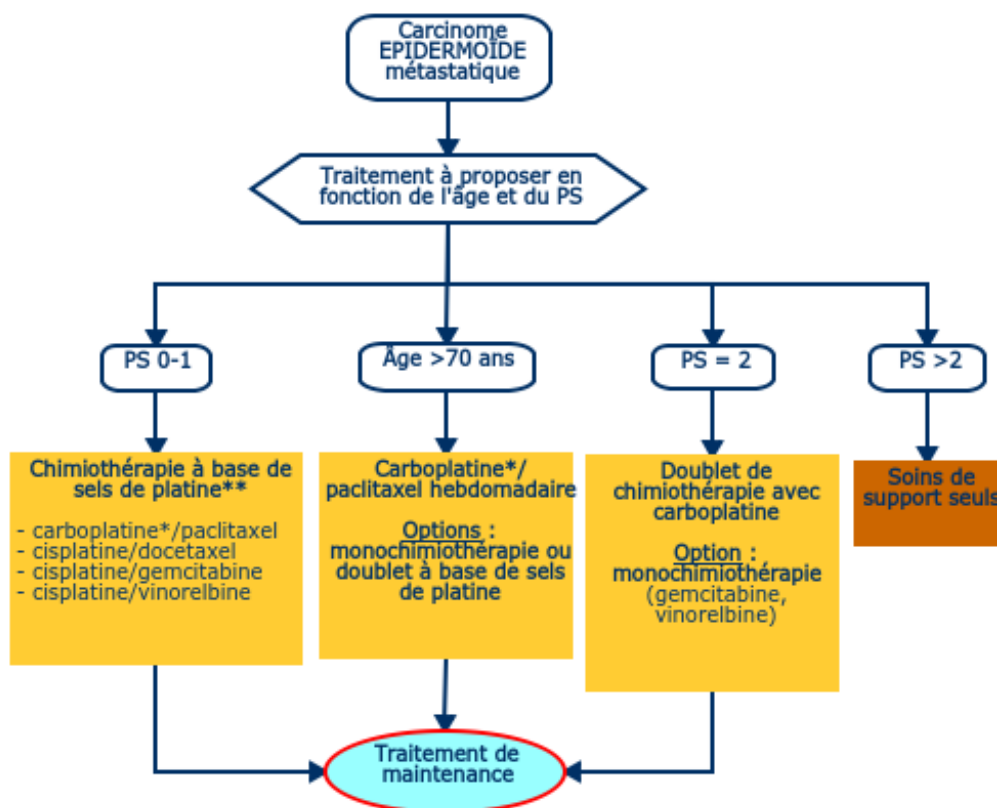 Carcinome
EPIDERMOÏDE
métastatique
Traitement à proposer en
fonction de l'âge et du PS
PS 0-1
Âge >70 ans
PS = 2
PS >2
Chimiothérapie à base de
sels de platine**
- carboplatine*/paclitaxel
- cisplatine/docetaxel
- cisplatine/gemcitabine
- cisplatine/vinorelbine
Carboplatine*/
paclitaxel hebdomadaire
Options :
monochimiothérapie ou
doublet à base de sels
de platine
Doublet de
chimiothérapie avec
carboplatine
Option :
monochimiothérapie
(gemcitabine,
vinorelbine)
Soins de
support seuls
Traitement de
maintenance